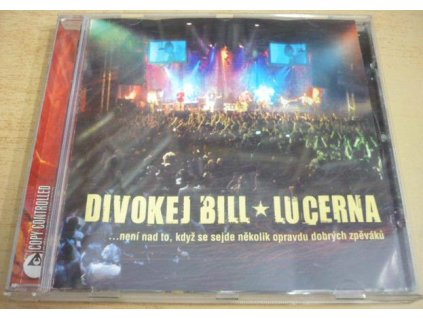 DIVOKEJ BILL ★ LUCERNA
...není nad to, když se sejde několik opravdu dobrých zpěváků
COPY CONTROLLED